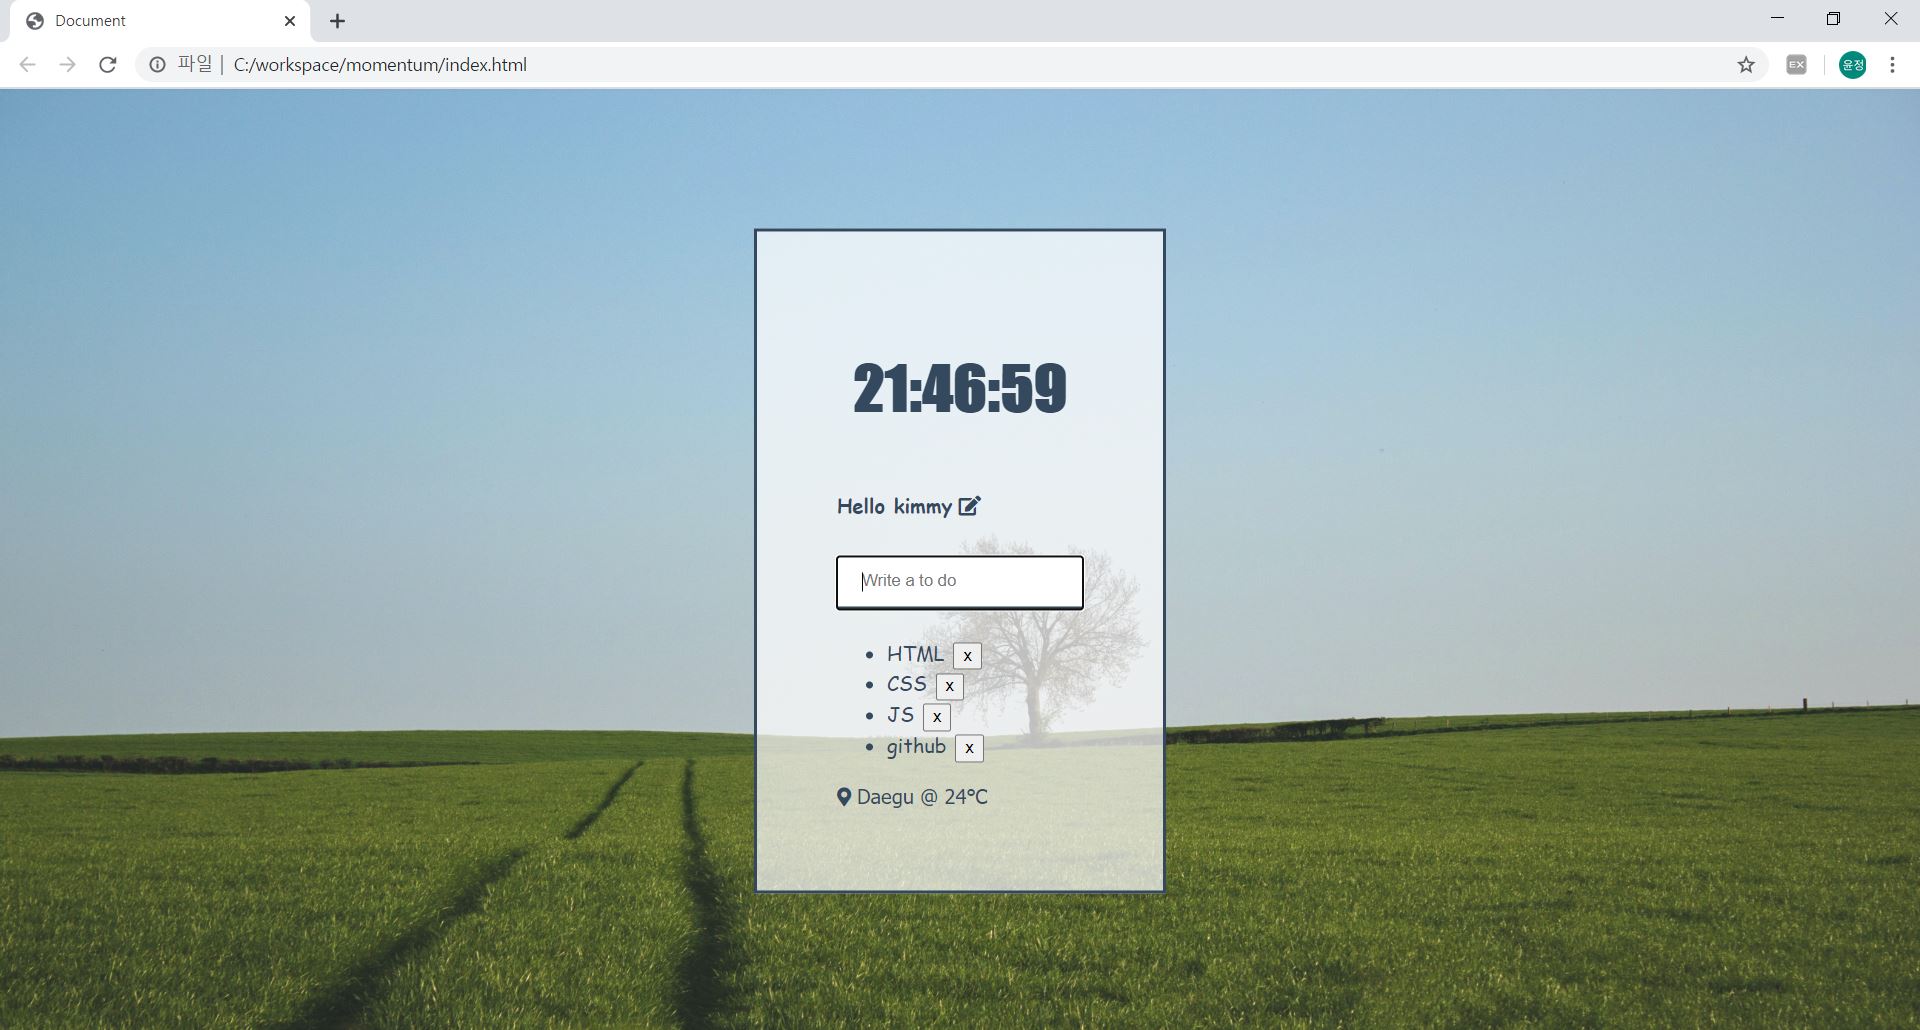 Document
파일 | C:/workspace/momentum/index.html
EX
윤정
21:46:59
Hello kimmy
Write a to do
• HTML x
• CSS x
• JS x
• github x
Daegu @ 24°C